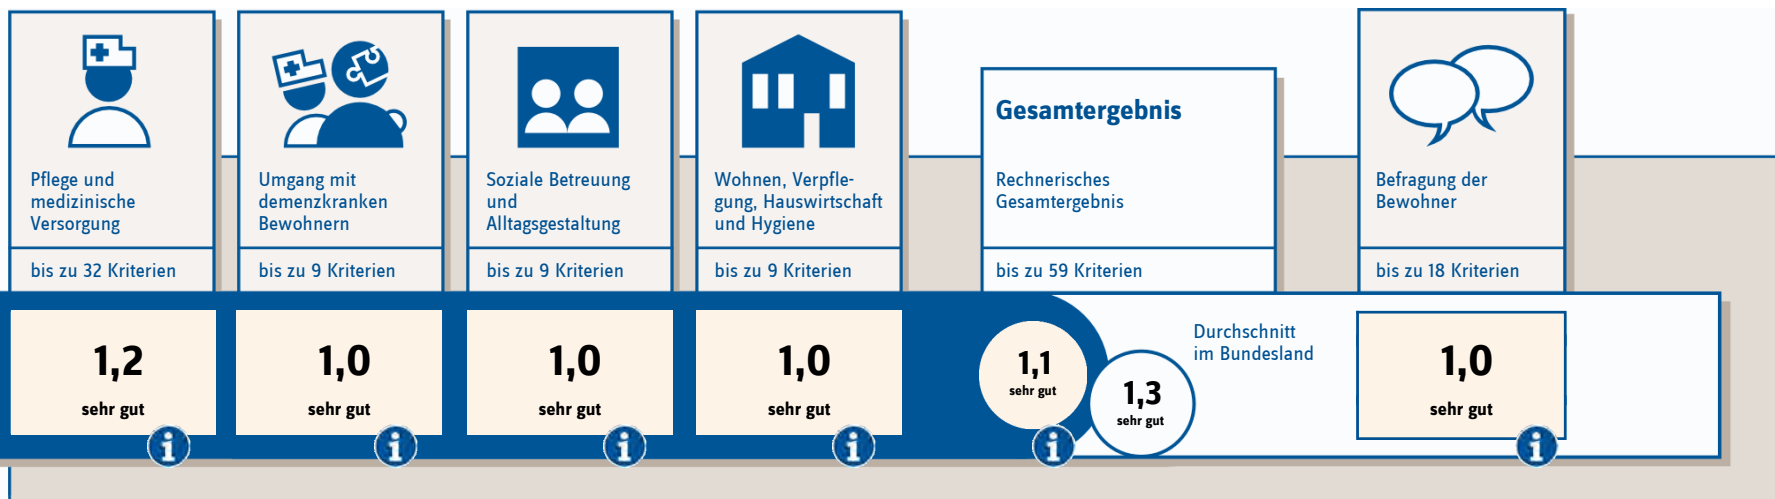 Pflege und
medizinische
Versorgung
bis zu 32 Kriterien
1,2
sehr gut
Umgang mit
demenzkranken
Bewohnern
bis zu 9 Kriterien
1,0
sehr gut
Soziale Betreuung
und
Alltagsgestaltung
bis zu 9 Kriterien
1,0
sehr gut
Wohnen, Verpfle-
gung, Hauswirtschaft
und Hygiene
bis zu 9 Kriterien
1,0
sehr gut
Gesamtergebnis
Rechnerisches
Gesamtergebnis
bis zu 59 Kriterien
1,1
sehr gut
1,3
sehr gut
Durchschnitt
im Bundesland
Befragung der
Bewohner
bis zu 18 Kriterien
1,0
sehr gut